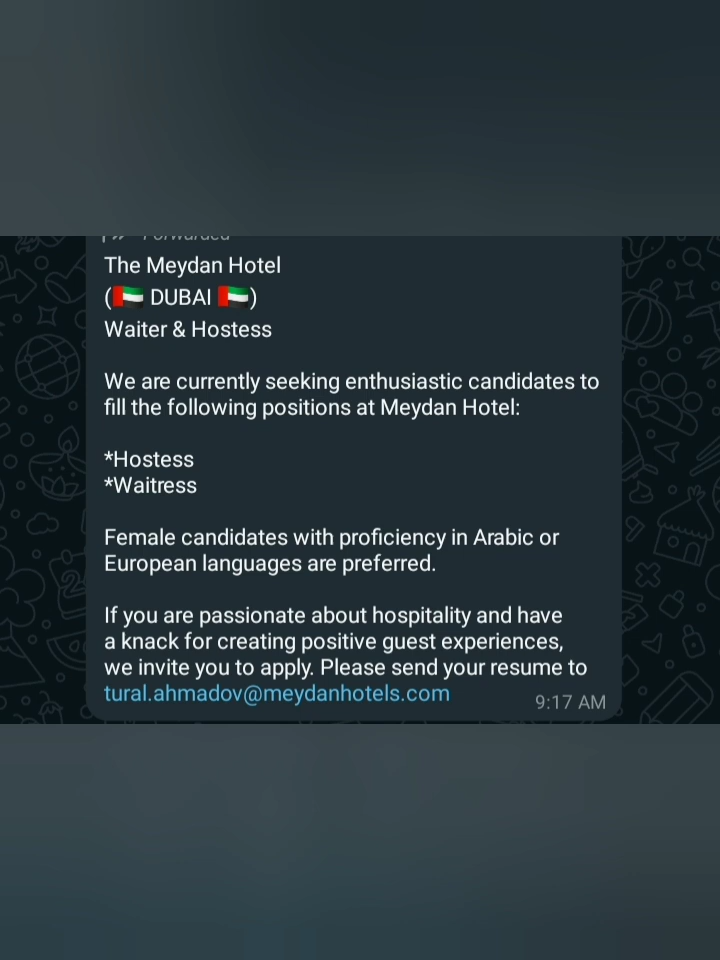 Forwarded
The Meydan Hotel
(🇦🇪 DUBAI 🇦🇪)
Waiter & Hostess
We are currently seeking enthusiastic candidates to
fill the following positions at Meydan Hotel:
*Hostess
*Waitress
Female candidates with proficiency in Arabic or
European languages are preferred.
If you are passionate about hospitality and have
a knack for creating positive guest experiences,
we invite you to apply. Please send your resume to
tural.ahmadov@meydanhotels.com
9:17 AM